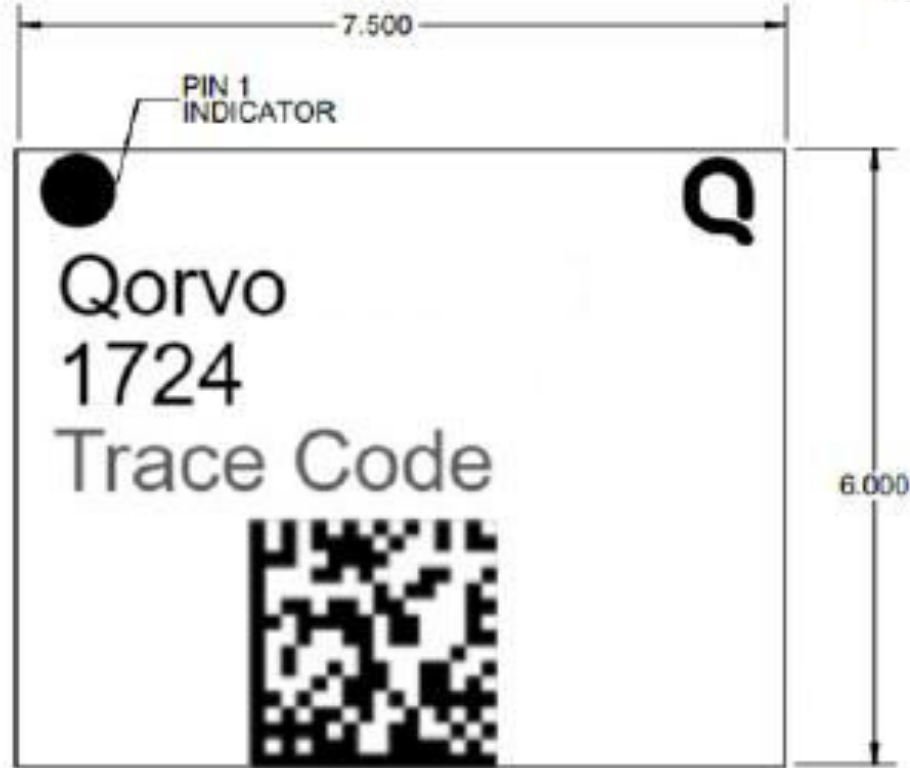 7.500
PIN 1
INDICATOR
Qorvo
1724
Trace Code
6.000